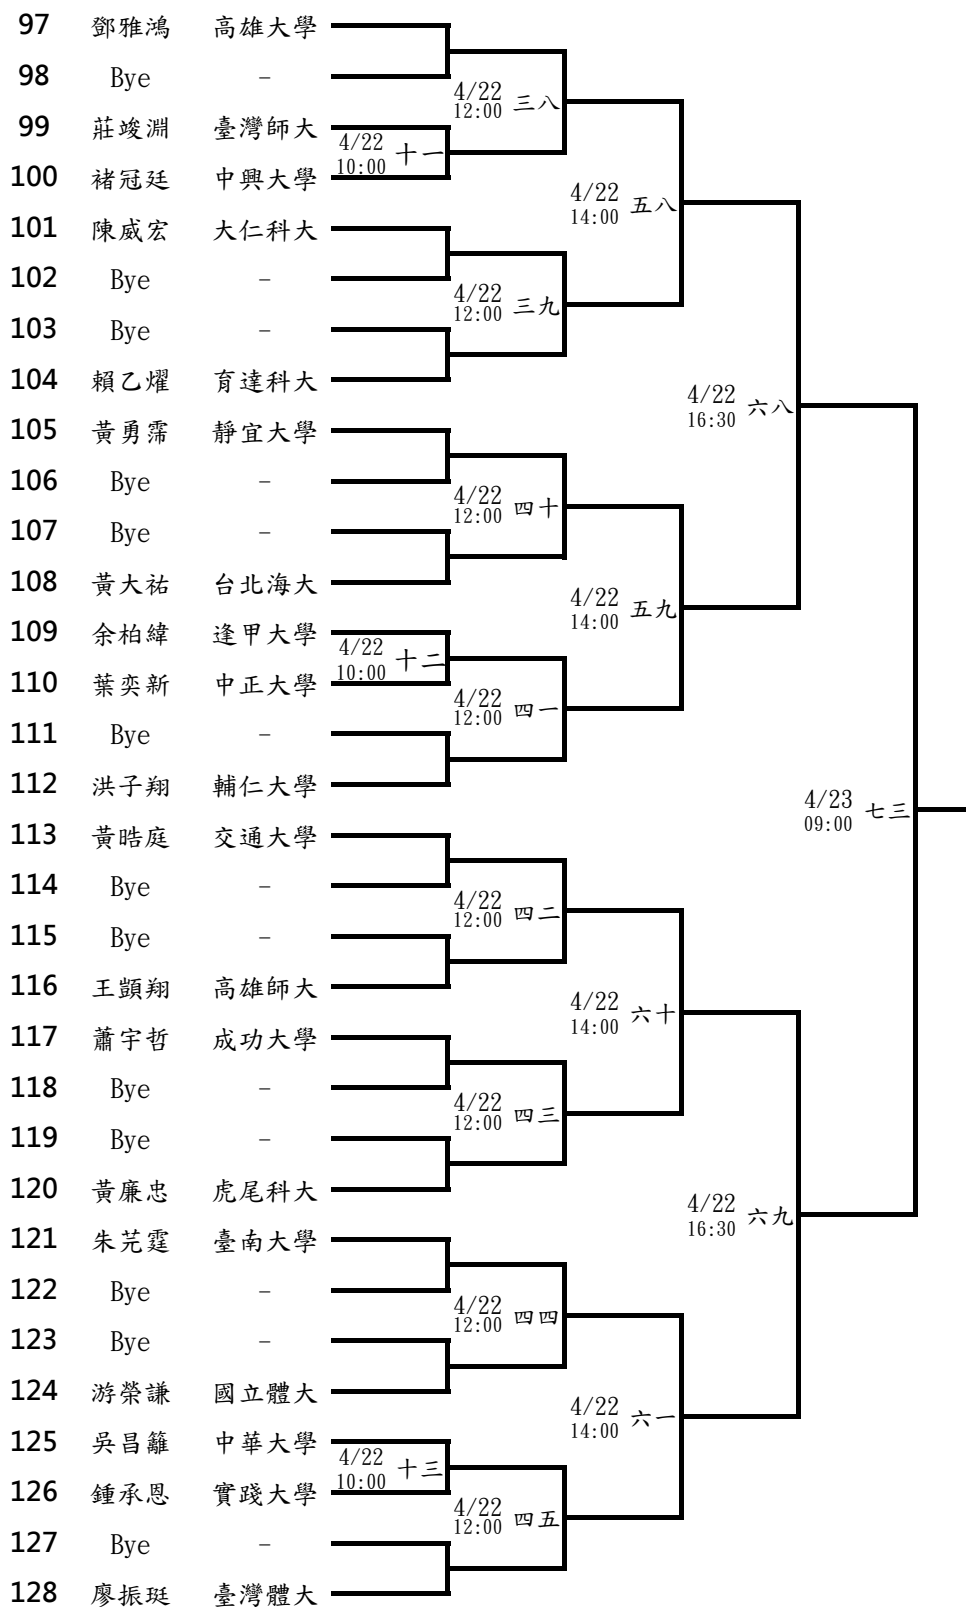 97 鄧雅鴻 高雄大學
98 Bye -
4/22 12:00 三八
99 莊竣淵 臺灣師大
4/22 10:00 十一
100 褚冠廷 中興大學
4/22 14:00 五八
101 陳威宏 大仁科大
102 Bye -
4/22 12:00 三九
103 Bye -
104 賴乙燿 育達科大
4/22 16:30 六八
105 黃勇霈 靜宜大學
106 Bye -
4/22 12:00 四十
107 Bye -
108 黃大祐 台北海大
4/22 14:00 五九
109 余柏緯 逢甲大學
4/22 10:00 十二
110 葉奕新 中正大學
4/22 12:00 四一
111 Bye -
112 洪子翔 輔仁大學
4/23 09:00 七三
113 黃晧庭 交通大學
114 Bye -
4/22 12:00 四二
115 Bye -
116 王顗翔 高雄師大
4/22 14:00 六十
117 蕭宇哲 成功大學
118 Bye -
4/22 12:00 四三
119 Bye -
120 黃廉忠 虎尾科大
4/22 16:30 六九
121 朱芫霆 臺南大學
122 Bye -
4/22 12:00 四四
123 Bye -
124 游榮謙 國立體大
4/22 14:00 六一
125 吳昌籬 中華大學
4/22 10:00 十三
126 鍾承恩 實踐大學
4/22 12:00 四五
127 Bye -
128 廖振珽 臺灣體大